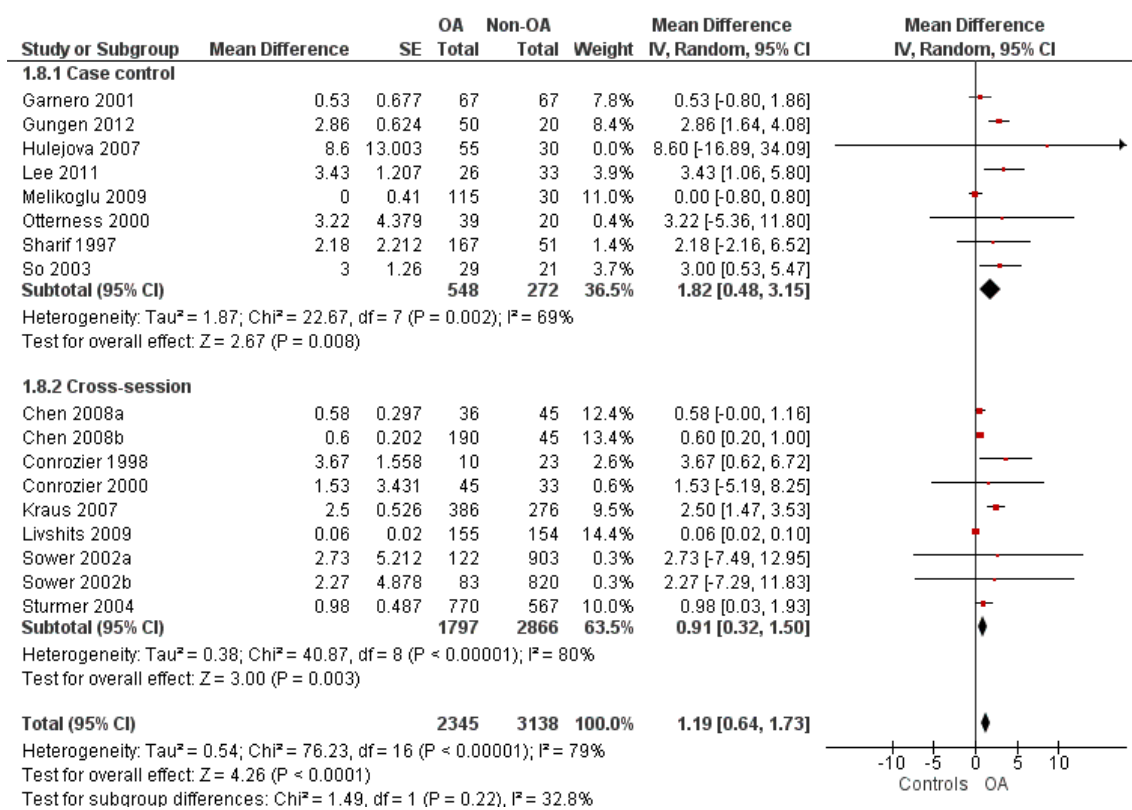 OA Non-OA Mean Difference Mean Difference
Study or Subgroup Mean Difference SE Total Total Weight IV, Random, 95% CI IV, Random, 95% CI
1.8.1 Case control
Garnero 2001 0.53 0.677 67 67 7.8% 0.53 [-0.80, 1.86]
Gungen 2012 2.86 0.624 50 20 8.4% 2.86 [1.64, 4.08]
Hulejova 2007 8.6 13.003 55 30 0.0% 8.60 [-16.89, 34.09]
Lee 2011 3.43 1.207 26 33 3.9% 3.43 [1.06, 5.80]
Melikoglu 2009 0 0.41 115 30 11.0% 0.00 [-0.80, 0.80]
Otterness 2000 3.22 4.379 39 20 0.4% 3.22 [-5.36, 11.80]
Sharif 1997 2.18 2.212 167 51 1.4% 2.18 [-2.16, 6.52]
So 2003 3 1.26 29 21 3.7% 3.00 [0.53, 5.47]
Subtotal (95% CI) 548 272 36.5% 1.82 [0.48, 3.15]
Heterogeneity: Tau² = 1.87; Chi² = 22.67, df = 7 (P = 0.002); I² = 69%
Test for overall effect: Z = 2.67 (P = 0.008)
1.8.2 Cross-session
Chen 2008a 0.58 0.297 36 45 12.4% 0.58 [-0.00, 1.16]
Chen 2008b 0.6 0.202 190 45 13.4% 0.60 [0.20, 1.00]
Conrozier 1998 3.67 1.558 10 23 2.6% 3.67 [0.62, 6.72]
Conrozier 2000 1.53 3.431 45 33 0.6% 1.53 [-5.19, 8.25]
Kraus 2007 2.5 0.526 386 276 9.5% 2.50 [1.47, 3.53]
Livshits 2009 0.06 0.02 155 154 14.4% 0.06 [0.02, 0.10]
Sower 2002a 2.73 5.212 122 903 0.3% 2.73 [-7.49, 12.95]
Sower 2002b 2.27 4.878 83 820 0.3% 2.27 [-7.29, 11.83]
Sturmer 2004 0.98 0.487 770 567 10.0% 0.98 [0.03, 1.93]
Subtotal (95% CI) 1797 2866 63.5% 0.91 [0.32, 1.50]
Heterogeneity: Tau² = 0.38; Chi² = 40.87, df = 8 (P < 0.00001); I² = 80%
Test for overall effect: Z = 3.00 (P = 0.003)
Total (95% CI) 2345 3138 100.0% 1.19 [0.64, 1.73]
Heterogeneity: Tau² = 0.54; Chi² = 76.23, df = 16 (P < 0.00001); I² = 79%
Test for overall effect: Z = 4.26 (P < 0.0001)
Test for subgroup differences: Chi² = 1.49, df = 1 (P = 0.22), I² = 32.8%
-10 -5 0 5 10
Controls OA